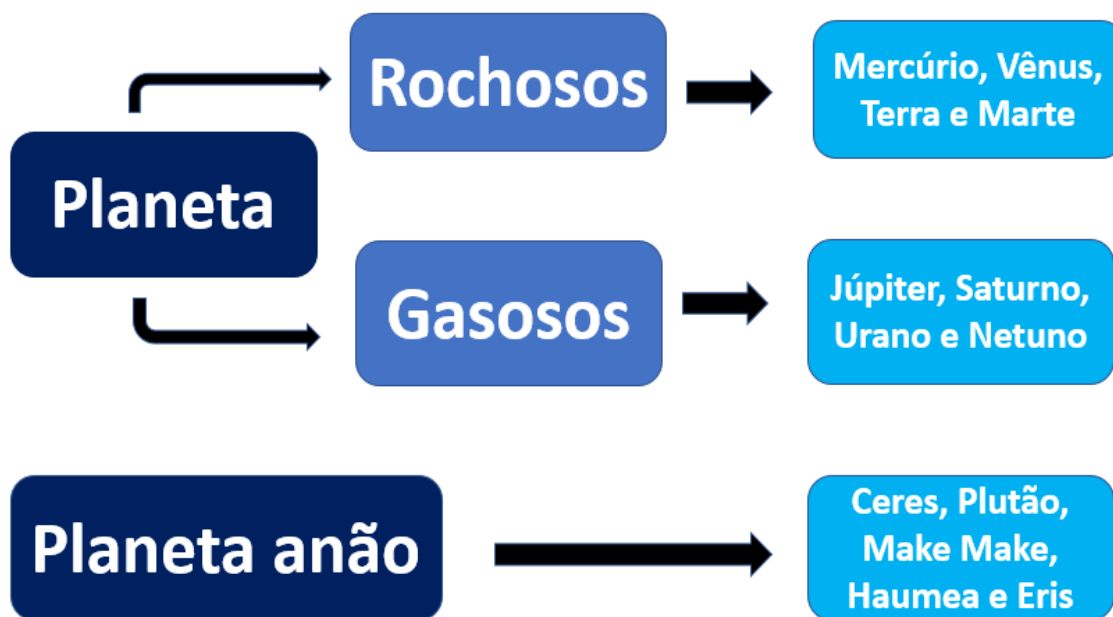 Planeta
Rochosos
Mercúrio, Vênus,
Terra e Marte
Gasosos
Júpiter, Saturno,
Urano e Netuno
Planeta anão
Ceres, Plutão,
Make Make,
Haumea e Eris